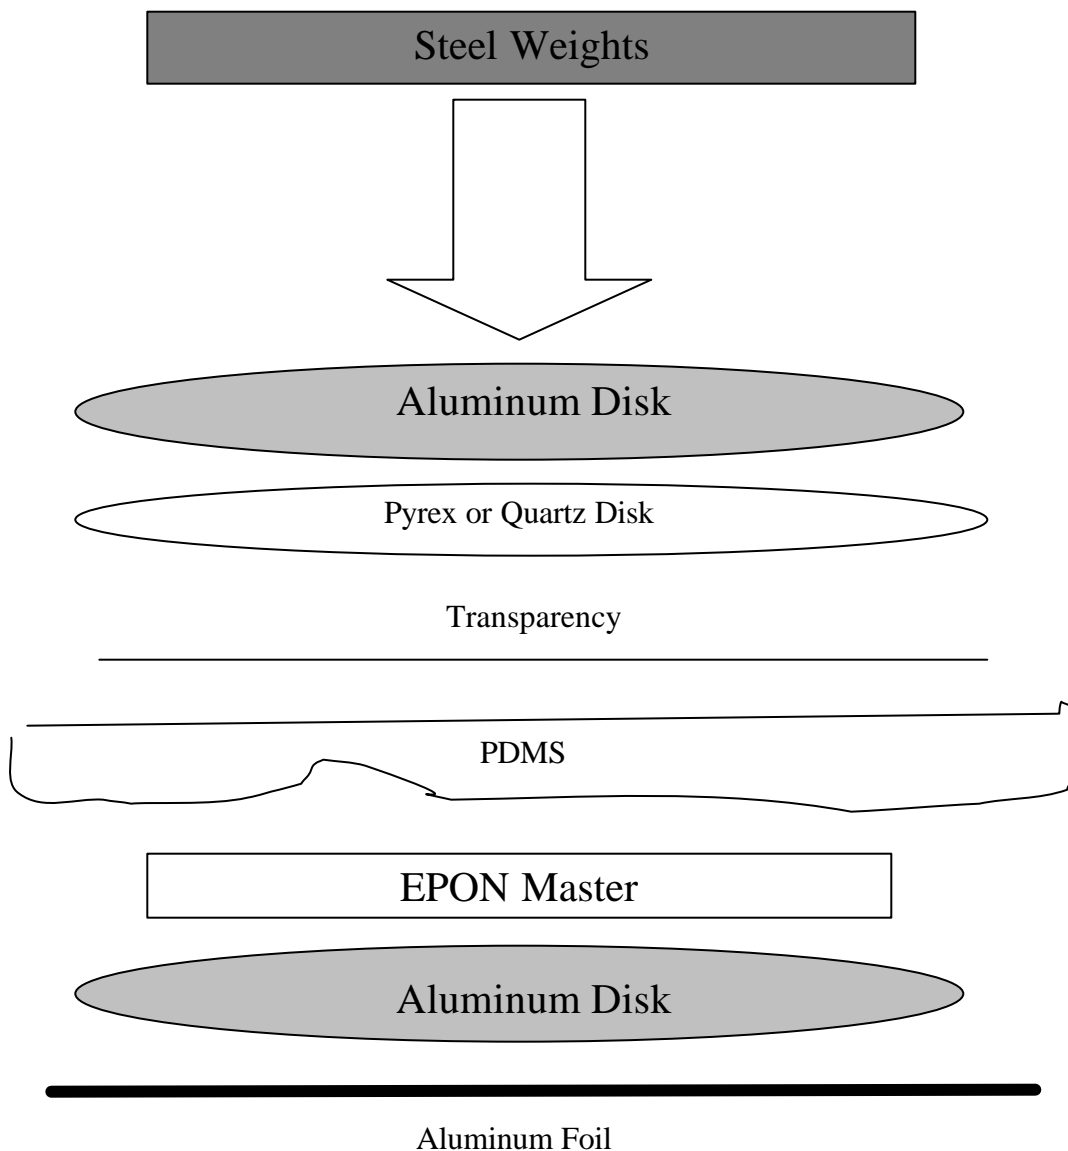 Steel Weights
Aluminum Disk
Pyrex or Quartz Disk
Transparency
PDMS
EPON Master
Aluminum Disk
Aluminum Foil